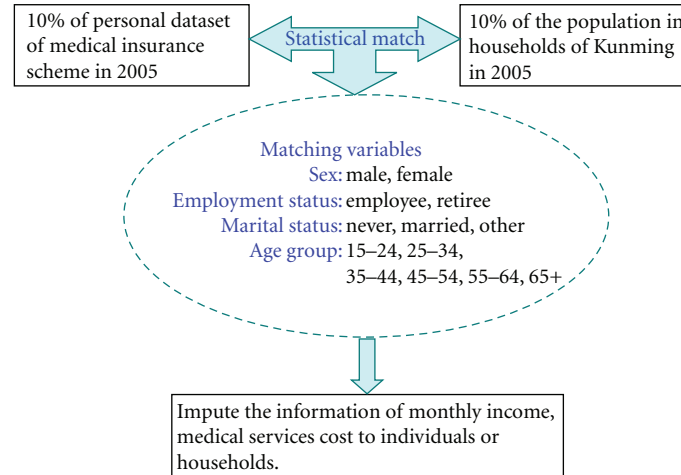 10% of personal dataset
of medical insurance
scheme in 2005
Statistical match
10% of the population in
households of Kunming
in 2005
Matching variables
Sex: male, female
Employment status: employee, retiree
Marital status: never, married, other
Age group: 15–24, 25–34,
35–44, 45–54, 55–64, 65+
Impute the information of monthly income,
medical services cost to individuals or
households.